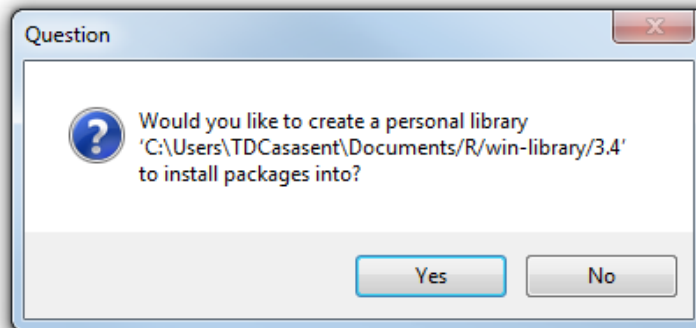 Question
Would you like to create a personal library
'C:\Users\TDCasasent\Documents/R/win-library/3.4'
to install packages into?
Yes
No